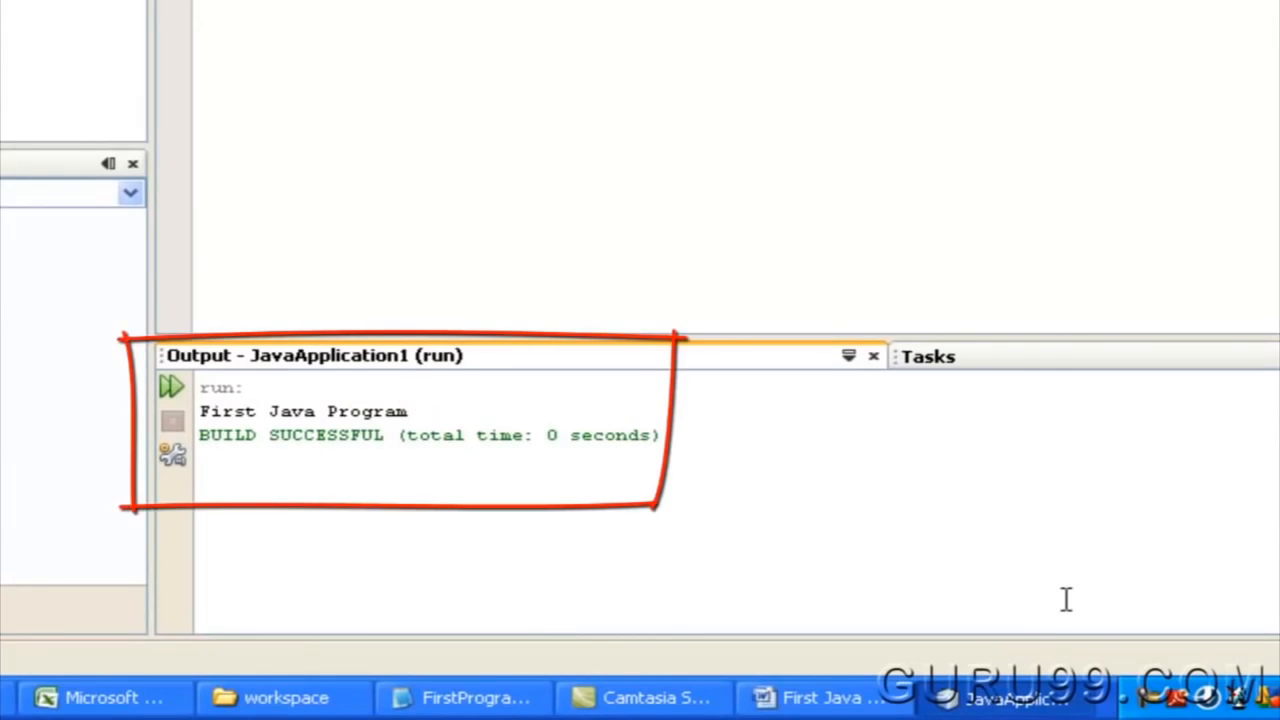 Output - JavaApplication1 (run)
Tasks
run:
First Java Program
BUILD SUCCESSFUL (total time: 0 seconds)
GURU99.COM
Microsoft ...
workspace
FirstProgra...
Camtasia S...
First Java ...
JavaApplic...